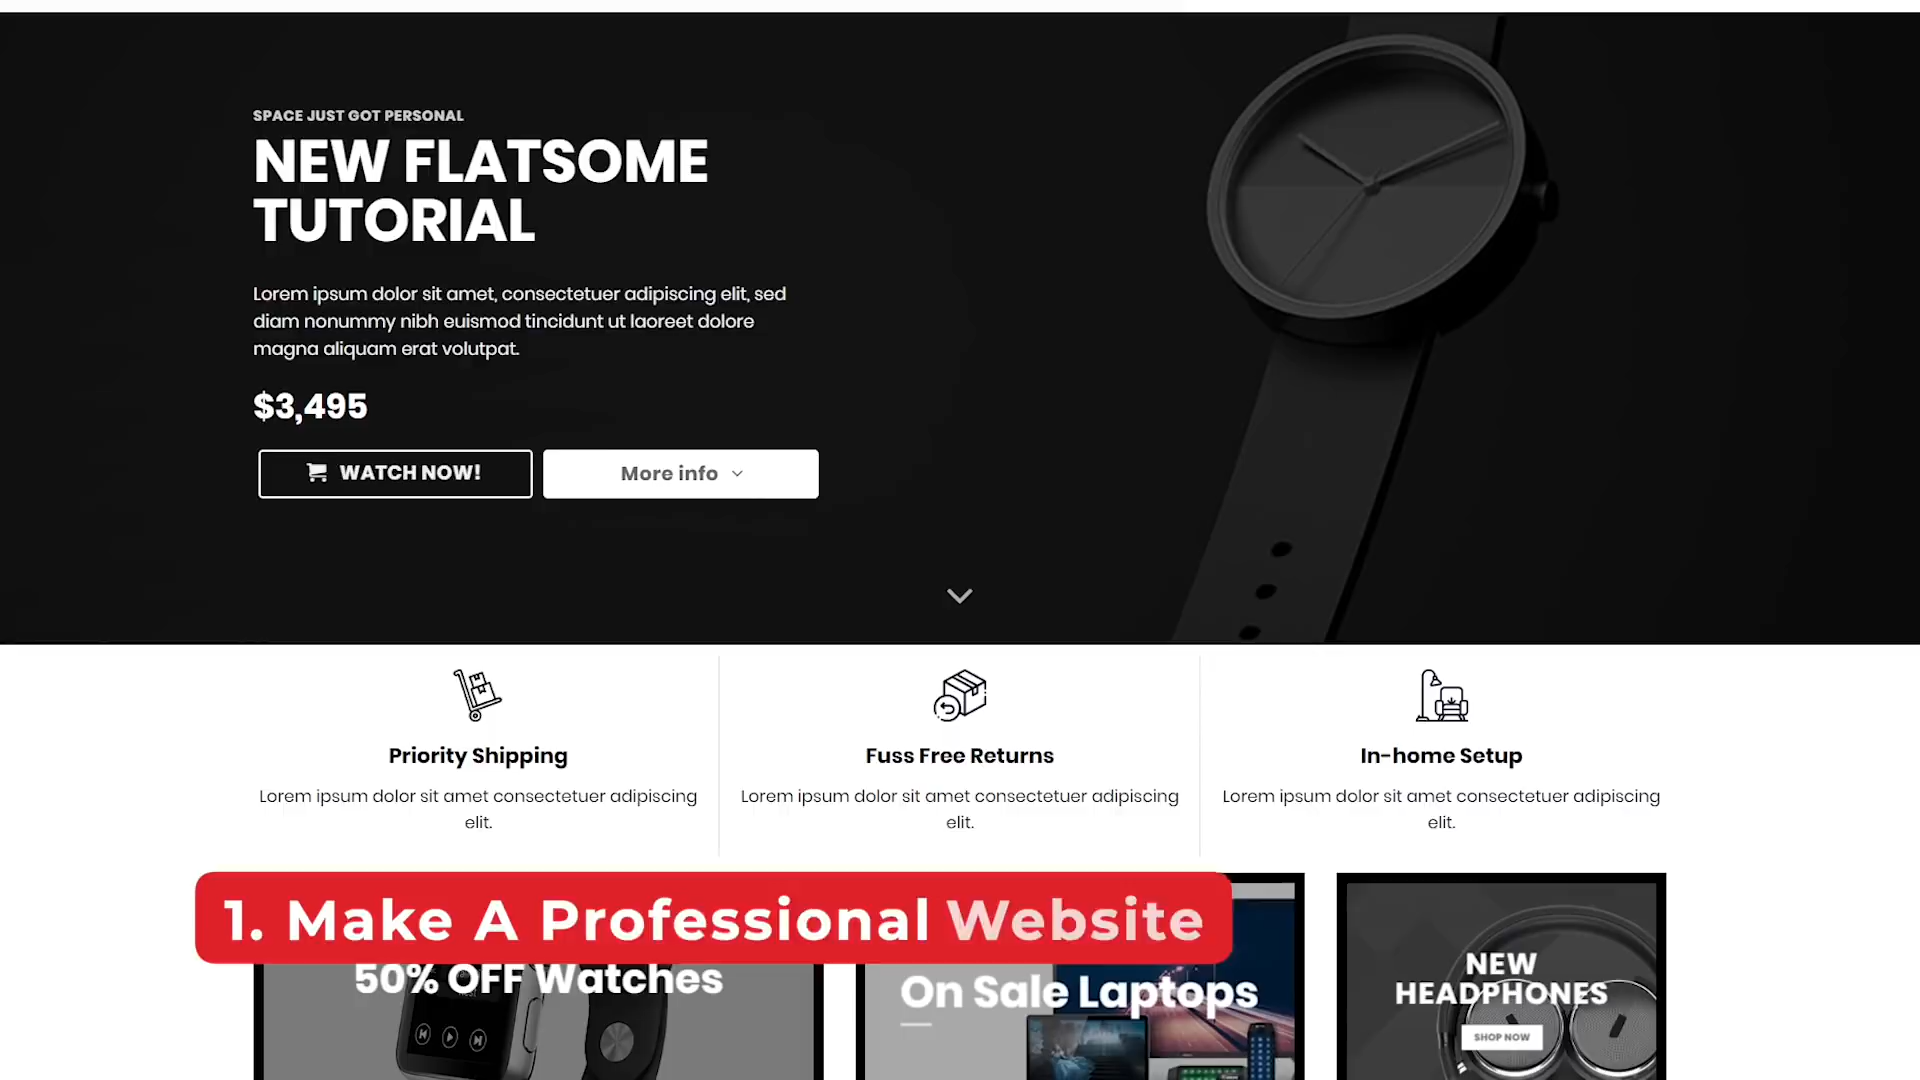 SPACE JUST GOT PERSONAL
NEW FLATSOME
TUTORIAL
Lorem ipsum dolor sit amet, consectetuer adipiscing elit, sed
diam nonummy nibh euismod tincidunt ut laoreet dolore
magna aliquam erat volutpat.
$3,495
WATCH NOW!
More info
Priority Shipping
Lorem ipsum dolor sit amet consectetuer adipiscing
elit.
Fuss Free Returns
Lorem ipsum dolor sit amet consectetuer adipiscing
elit.
In-home Setup
Lorem ipsum dolor sit amet consectetuer adipiscing
elit.
1. Make A Professional Website
50% OFF Watches
On Sale Laptops
NEW
HEADPHONES
SHOP NOW